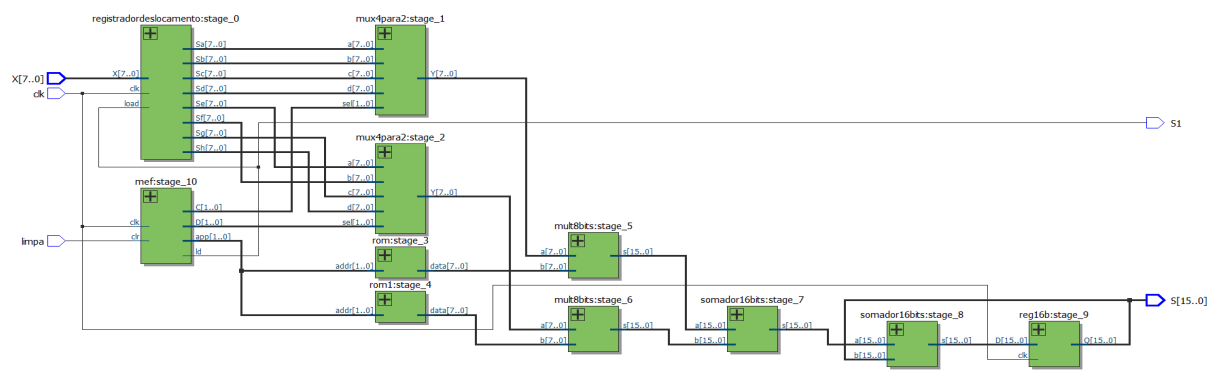 registradordeslocamento:stage_0
X[7..0]
clk
X[7..0]
clk
load
Sa[7..0]
Sb[7..0]
Sc[7..0]
Sd[7..0]
Se[7..0]
Sf[7..0]
Sg[7..0]
Sh[7..0]
mux4para2:stage_1
a[7..0]
b[7..0]
c[7..0]
d[7..0]
sel[1..0]
Y[7..0]
S1
mux4para2:stage_2
a[7..0]
b[7..0]
c[7..0]
d[7..0]
sel[1..0]
Y[7..0]
mef:stage_10
limpa
clk
clr
C[1..0]
D[1..0]
app[1..0]
ld
rom:stage_3
addr[1..0]
data[7..0]
rom1:stage_4
addr[1..0]
data[7..0]
mult8bits:stage_5
a[7..0]
b[7..0]
s[15..0]
mult8bits:stage_6
a[7..0]
b[7..0]
s[15..0]
somador16bits:stage_7
a[15..0]
b[15..0]
s[15..0]
somador16bits:stage_8
a[15..0]
b[15..0]
s[15..0]
reg16b:stage_9
D[15..0]
clk
Q[15..0]
S[15..0]